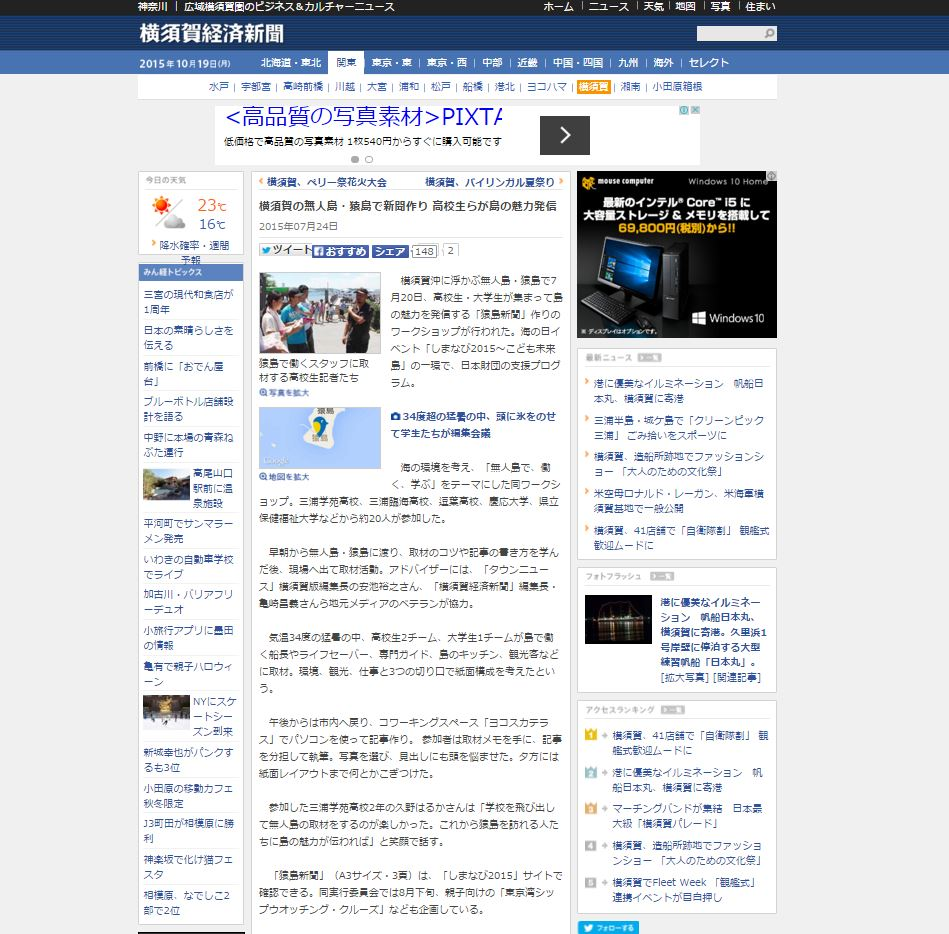 神奈川 | 広域横須賀圏のビジネス&カルチャーニュース
ホーム | ニュース | 天気 | 地図 | 写真 | 住まい
横須賀経済新聞
2015年10月19日(月)
北海道・東北 | 関東 | 東京・東 | 東京・西 | 中部 | 近畿 | 中国・四国 | 九州 | 海外 | セレクト
水戸 | 宇都宮 | 高崎前橋 | 川越 | 大宮 | 浦和 | 松戸 | 船橋 | 港北 | ヨコハマ | 横須賀 | 湘南 | 小田原箱根
<高品質の写真素材>PIXTA
低価格で高品質の写真素材 1枚540円からすぐに購入可能です
今日の天気
23℃
16℃
降水確率・週間
予報
みん経トピックス
三宮の現代和食店が
1周年
日本の素晴らしさを
伝える
前橋に「おでん屋
台」
ブルーボトル店舗設
計を語る
中野に本場の青森ね
ぶた運行
高尾山口
駅前に温
泉施設
平河町でサンマラー
メン発売
いわきの自動車学校
でライブ
加古川・バリアフリ
ーデュオ
小旅行アプリに墨田
の情報
亀有で親子ハロウィ
ーン
NYにスケ
ートシー
ズン到来
新城幸也がパンクす
るも3位
小田原の移動カフェ
秋冬限定
J3町田が相模原に勝
利
神楽坂で化け猫フェ
スタ
相模原、なでしこ2
部で2位
横須賀、ペリー祭花火大会
横須賀、バイリンガル夏祭り
横須賀の無人島・猿島で新聞作り 高校生らが島の魅力発信
2015年07月24日
ツイート おすすめ シェア 148 2
猿島で働くスタッフに取
材する高校生記者たち
写真を拡大
猿島
猿島
Google
地図を拡大
横須賀沖に浮かぶ無人島・猿島で7
月20日、高校生・大学生が集まって島
の魅力を発信する「猿島新聞」作りの
ワークショップが行われた。海の日イ
ベント「しまなび2015～こども未来
島」の一環で、日本財団の支援プログ
ラム。
34度超の猛暑の中、頭に氷をのせ
て学生たちが編集会議
海の環境を考え、「無人島で、働
く、学ぶ」をテーマにした同ワークシ
ョップ。三浦学苑高校、三浦臨海高校、逗葉高校、慶応大学、県立
保健福祉大学などから約20人が参加した。
早朝から無人島・猿島に渡り、取材のコツや記事の書き方を学ん
だ後、現場へ出て取材活動。アドバイザーには、「タウンニュ
ース」横須賀版編集長の安池裕之さん、「横須賀経済新聞」編集長・
亀崎昌義さんら地元メディアのベテランが協力。
気温34度の猛暑の中、高校生2チーム、大学生1チームが島で働
く船長やライフセーバー、専門ガイド、島のキッチン、観光客など
に取材。環境、観光、仕事と3つの切り口で紙面構成を考えたとい
う。
午後からは市内へ戻り、コワーキングスペース「ヨコスカテラ
ス」でパソコンを使って記事作り。参加者は取材メモを手に、記事
を分担して執筆。写真を選び、見出しにも頭を悩ませた。夕方には
紙面レイアウトまで何とかこぎつけた。
参加した三浦学苑高校2年の久野はるかさんは「学校を飛び出し
て無人島の取材をするのが楽しかった。これから猿島を訪れる人た
ちに島の魅力が伝われば」と笑顔で話す。
「猿島新聞」（A3サイズ・3頁）は、「しまなび2015」サイトで
確認できる。同実行委員会では8月下旬、親子向けの「東京湾シッ
プウオッチング・クルーズ」なども企画している。
mouse computer Windows 10 Home
最新のインテル® Core™ i5 に
大容量ストレージ & メモリを搭載して
69,800円(税別)から!!
※ ディスプレイはオプションです。
Windows 10
最新ニュース 一覧
港に優美なイルミネーション 帆船日
本丸、横須賀に寄港
三浦半島・城ケ島で「クリーンピック
三浦」 ごみ拾いをスポーツに
横須賀、造船所跡地でファッションシ
ョー 「大人のための文化祭」
米空母ロナルド・レーガン、米海軍横
須賀基地で一般公開
横須賀、41店舗で「自衛隊割」 観艦式
歓迎ムードに
フォトフラッシュ 一覧
港に優美なイルミネー
ション 帆船日本丸、
横須賀に寄港。久里浜1
号岸壁に停泊する大型
練習帆船「日本丸」。
[拡大写真] [関連記事]
アクセスランキング 一覧
1 横須賀、41店舗で「自衛隊割」 観
艦式歓迎ムードに
2 港に優美なイルミネーション 帆
船日本丸、横須賀に寄港
3 マーチングバンドが集結 日本最
大級「横須賀パレード」
4 横須賀、造船所跡地でファッショ
ンショー 「大人のための文化祭」
5 横須賀でFleet Week 「観艦式」
連携イベントが目白押し
フォローする